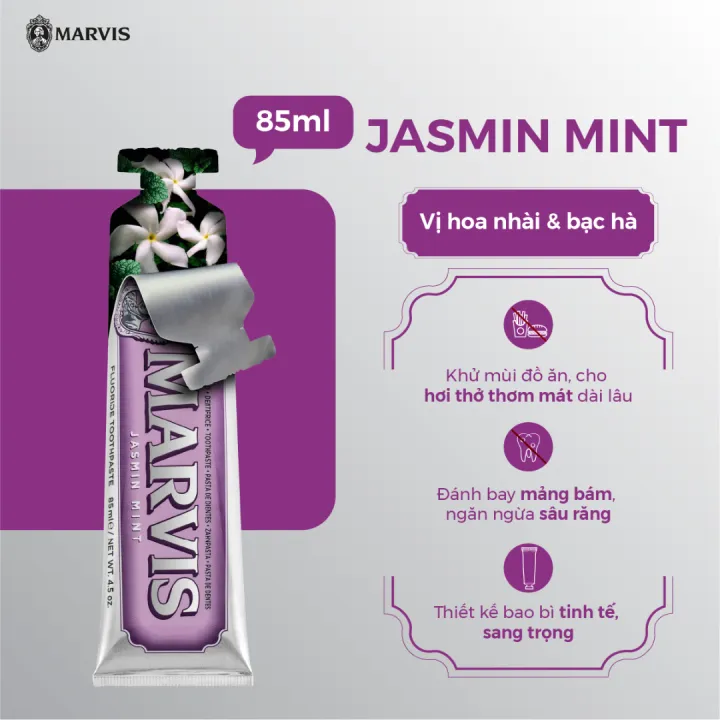 MARVIS
85ml
JASMIN MINT
Vị hoa nhài & bạc hà
Khử mùi đồ ăn, cho
hơi thở thơm mát dài lâu
Đánh bay mảng bám,
ngăn ngừa sâu răng
Thiết kế bao bì tinh tế,
sang trọng
MARVIS
JASMIN MINT
• DENTIFRICE • TOOTHPASTE • PASTA DE DIENTES • ZAHNPASTA • PASTA DE DENTES
FLUORIDE TOOTHPASTE 85 ml ℮ / NET WT. 4.5 oz.